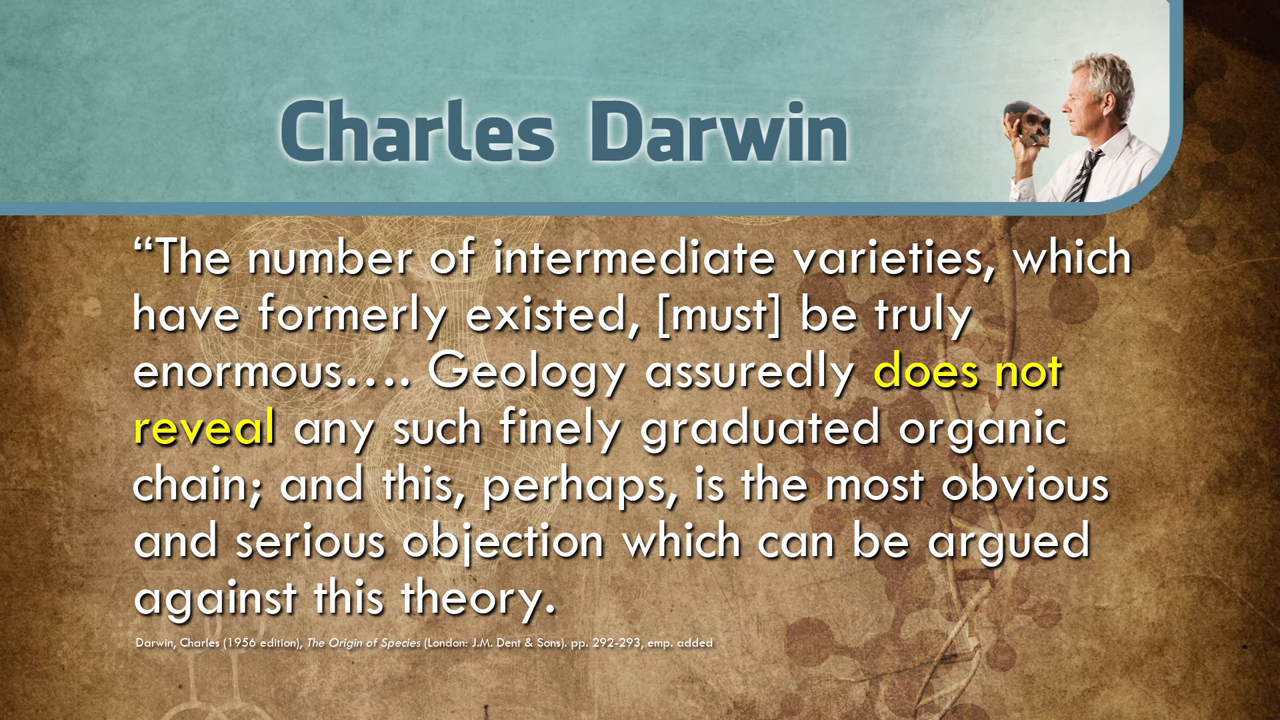 Charles Darwin
“The number of intermediate varieties, which
have formerly existed, [must] be truly
enormous.... Geology assuredly does not
reveal any such finely graduated organic
chain; and this, perhaps, is the most obvious
and serious objection which can be argued
against this theory.
Darwin, Charles (1956 edition), The Origin of Species (London: J.M. Dent & Sons). pp. 292-293, emp. added